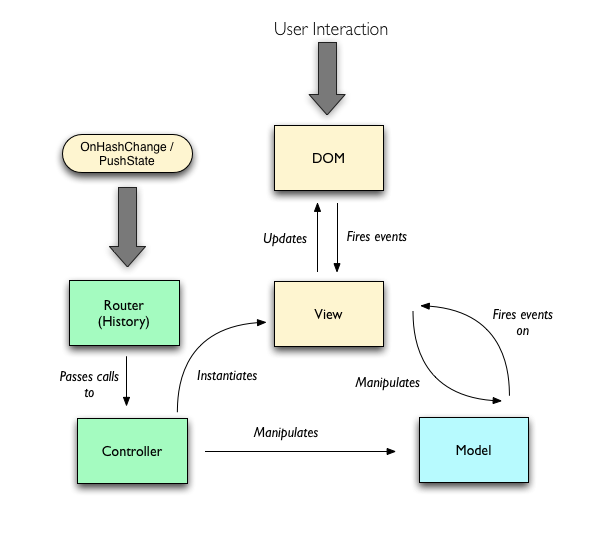 User Interaction
OnHashChange /
PushState
DOM
Updates
Fires events
Router
(History)
View
Fires events
on
Passes calls
to
Instantiates
Manipulates
Controller
Manipulates
Model